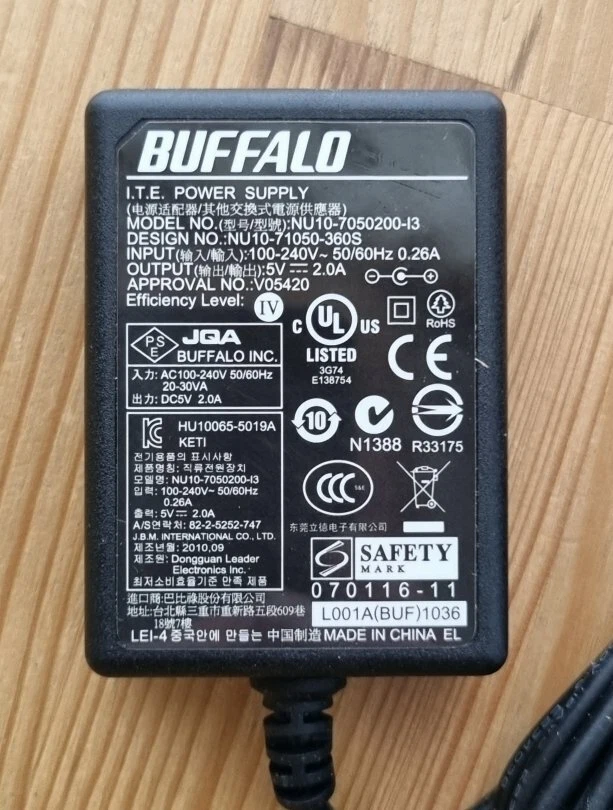 BUFFALO
I.T.E. POWER SUPPLY
(电源适配器/其他交換式電源供應器)
MODEL NO.(型号/型號):NU10-7050200-I3
DESIGN NO.:NU10-71050-360S
INPUT(输入/輸入):100-240V~ 50/60Hz 0.26A
OUTPUT(输出/輸出):5V ⎓ 2.0A
APPROVAL NO.:V05420
Efficiency Level: IV
C UL US
LISTED
3G74
E138754
RoHS
PSE JQA
BUFFALO INC.
入力: AC100-240V 50/60Hz
20-30VA
出力: DC5V 2.0A
CE
10
N1388
R33175
HU10065-5019A
KETI
전기용품의 표시사항
제품명칭: 직류전원장치
모델명: NU10-7050200-I3
입력: 100-240V~ 50/60Hz
0.26A
출력: 5V ⎓ 2.0A
A/S연락처: 82-2-5252-747
J.B.M. INTERNATIONAL CO., LTD.
제조년월: 2010,09
제조원: Dongguan Leader
Electronics Inc.
최저소비효율기준 만족 제품
CCC S&E
东莞立德电子有限公司
S SAFETY
MARK
070116-11
L001A(BUF)1036
進口商:巴比祿股份有限公司
地址:台北縣三重市重新路五段609巷
18號7樓
LEI-4 중국안에 만들는 中国制造 MADE IN CHINA EL